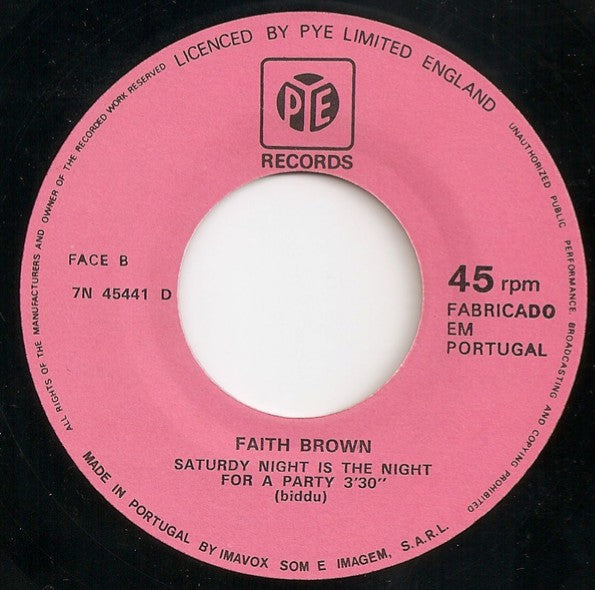 LICENCED BY PYE LIMITED ENGLAND
UNAUTHORIZED PUBLIC PERFORMANCE, BROADCASTING AND COPYING PROHIBITED
ALL RIGHTS OF THE MANUFACTURERS AND OWNER OF THE RECORDED WORK RESERVED
PYE
RECORDS
FACE B
7N 45441 D
45 rpm
FABRICADO
EM
PORTUGAL
FAITH BROWN
SATURDY NIGHT IS THE NIGHT
FOR A PARTY 3'30"
(biddu)
MADE IN PORTUGAL BY IMAVOX SOM E IMAGEM, S.A.R.L.